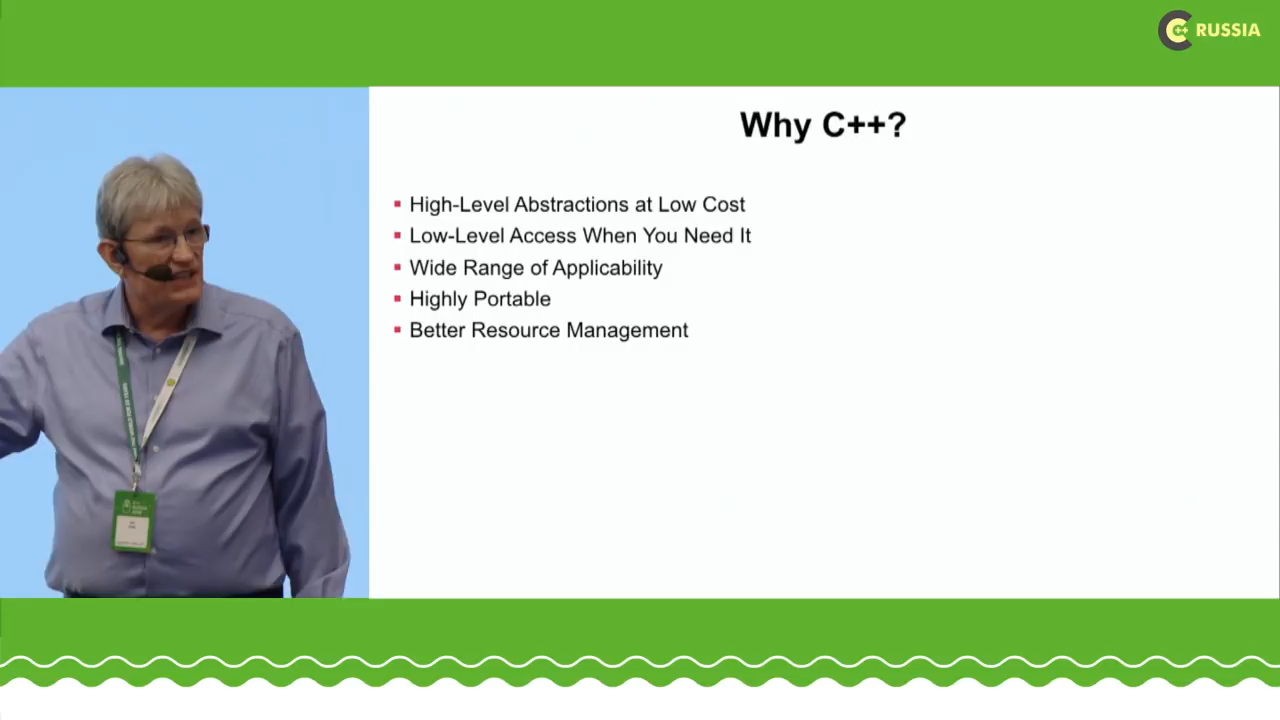 C++ RUSSIA
Why C++?
High-Level Abstractions at Low Cost
Low-Level Access When You Need It
Wide Range of Applicability
Highly Portable
Better Resource Management